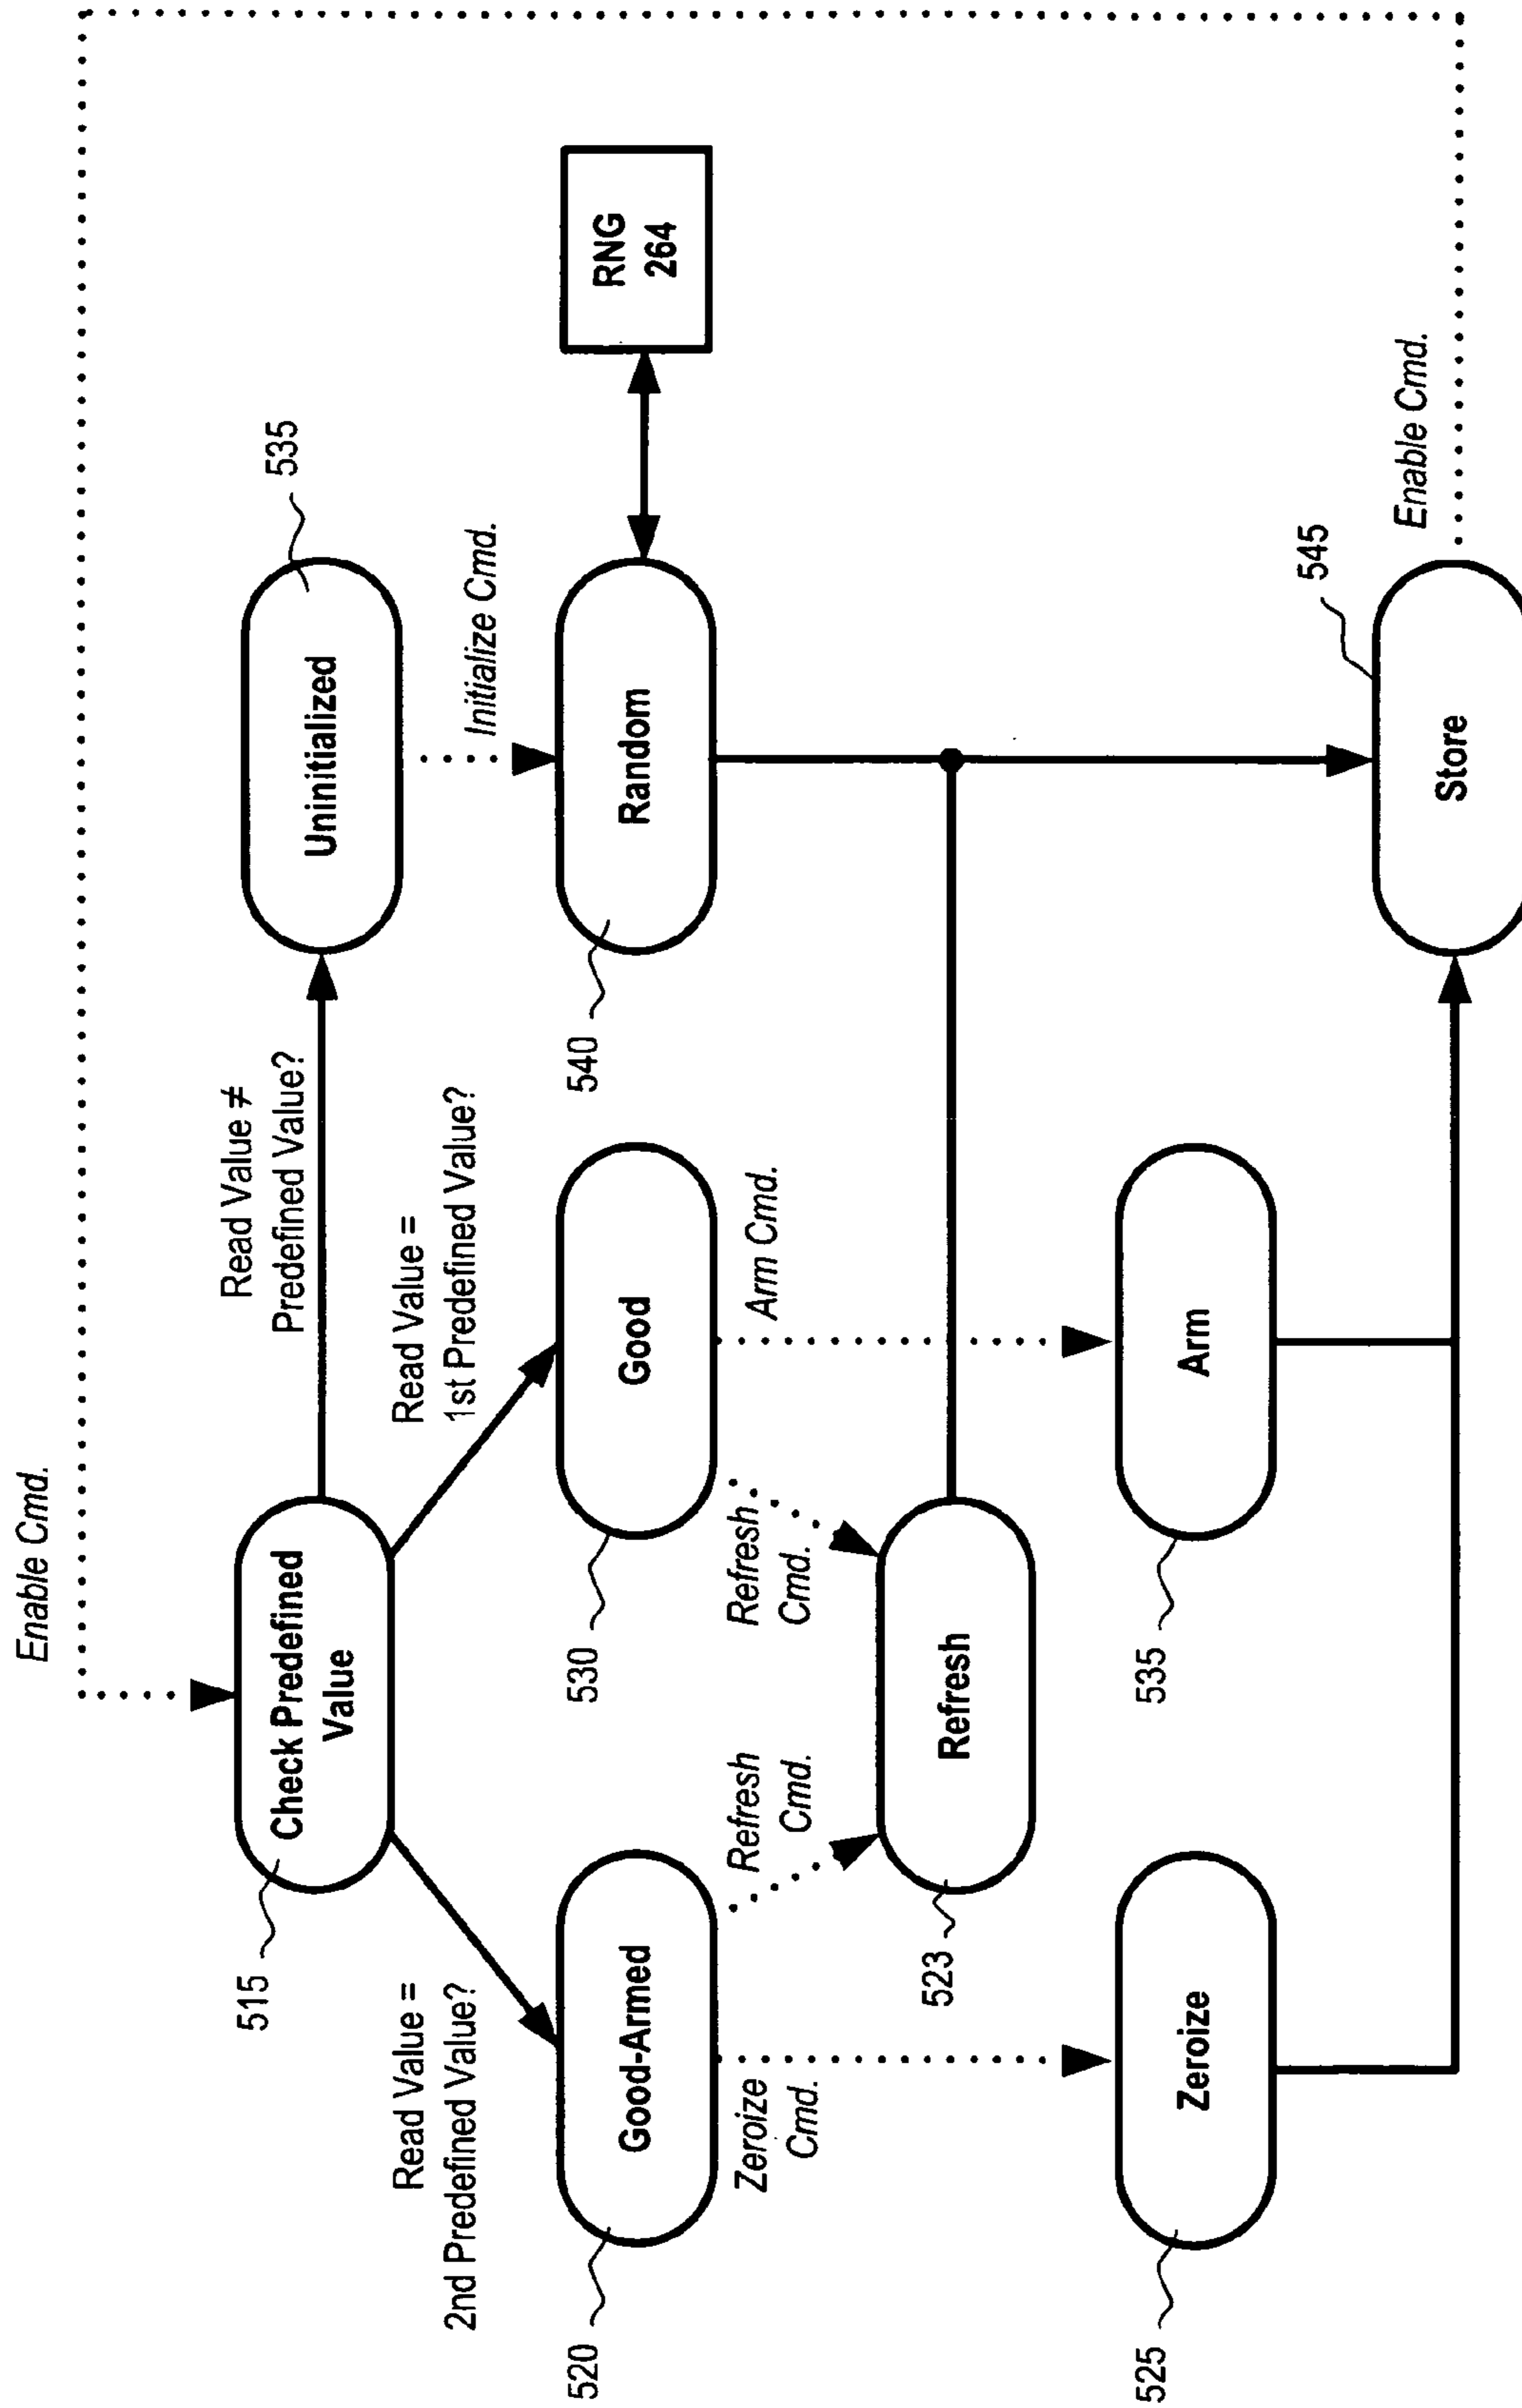 Enable Cmd.
515
Check Predefined
Value
Read Value ≠
Predefined Value?
Uninitialized
535
Read Value =
2nd Predefined Value?
Read Value =
1st Predefined Value?
Initialize Cmd.
520
Good-Armed
530
Good
540
Random
RNG
264
Zeroize
Cmd.
Refresh
Cmd.
Refresh
Cmd.
Arm Cmd.
523
Refresh
525
Zeroize
535
Arm
545
Store
Enable Cmd.